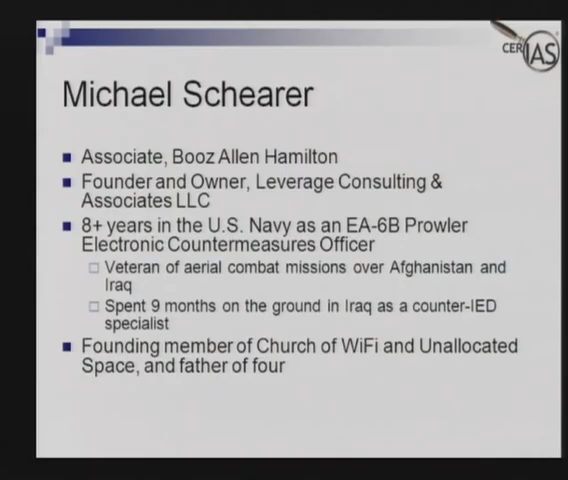 CERIAS
Michael Schearer
Associate, Booz Allen Hamilton
Founder and Owner, Leverage Consulting &
Associates LLC
8+ years in the U.S. Navy as an EA-6B Prowler
Electronic Countermeasures Officer
Veteran of aerial combat missions over Afghanistan and
Iraq
Spent 9 months on the ground in Iraq as a counter-IED
specialist
Founding member of Church of WiFi and Unallocated
Space, and father of four